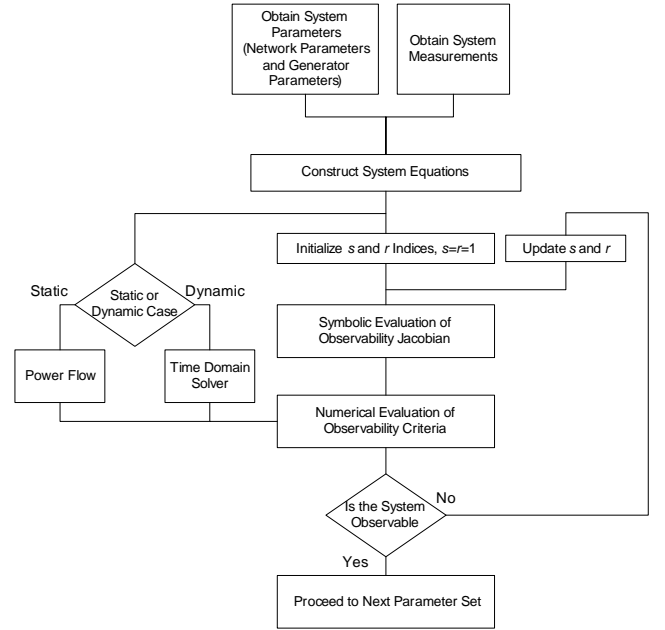 Obtain System
Parameters
(Network Parameters
and Generator
Parameters)
Obtain System
Measurements
Construct System Equations
Initialize s and r Indices, s=r=1
Update s and r
Static
Dynamic
Static or
Dynamic Case
Symbolic Evaluation of
Observability Jacobian
Power Flow
Time Domain
Solver
Numerical Evaluation of
Observability Criteria
Is the System
Observable
No
Yes
Proceed to Next Parameter Set